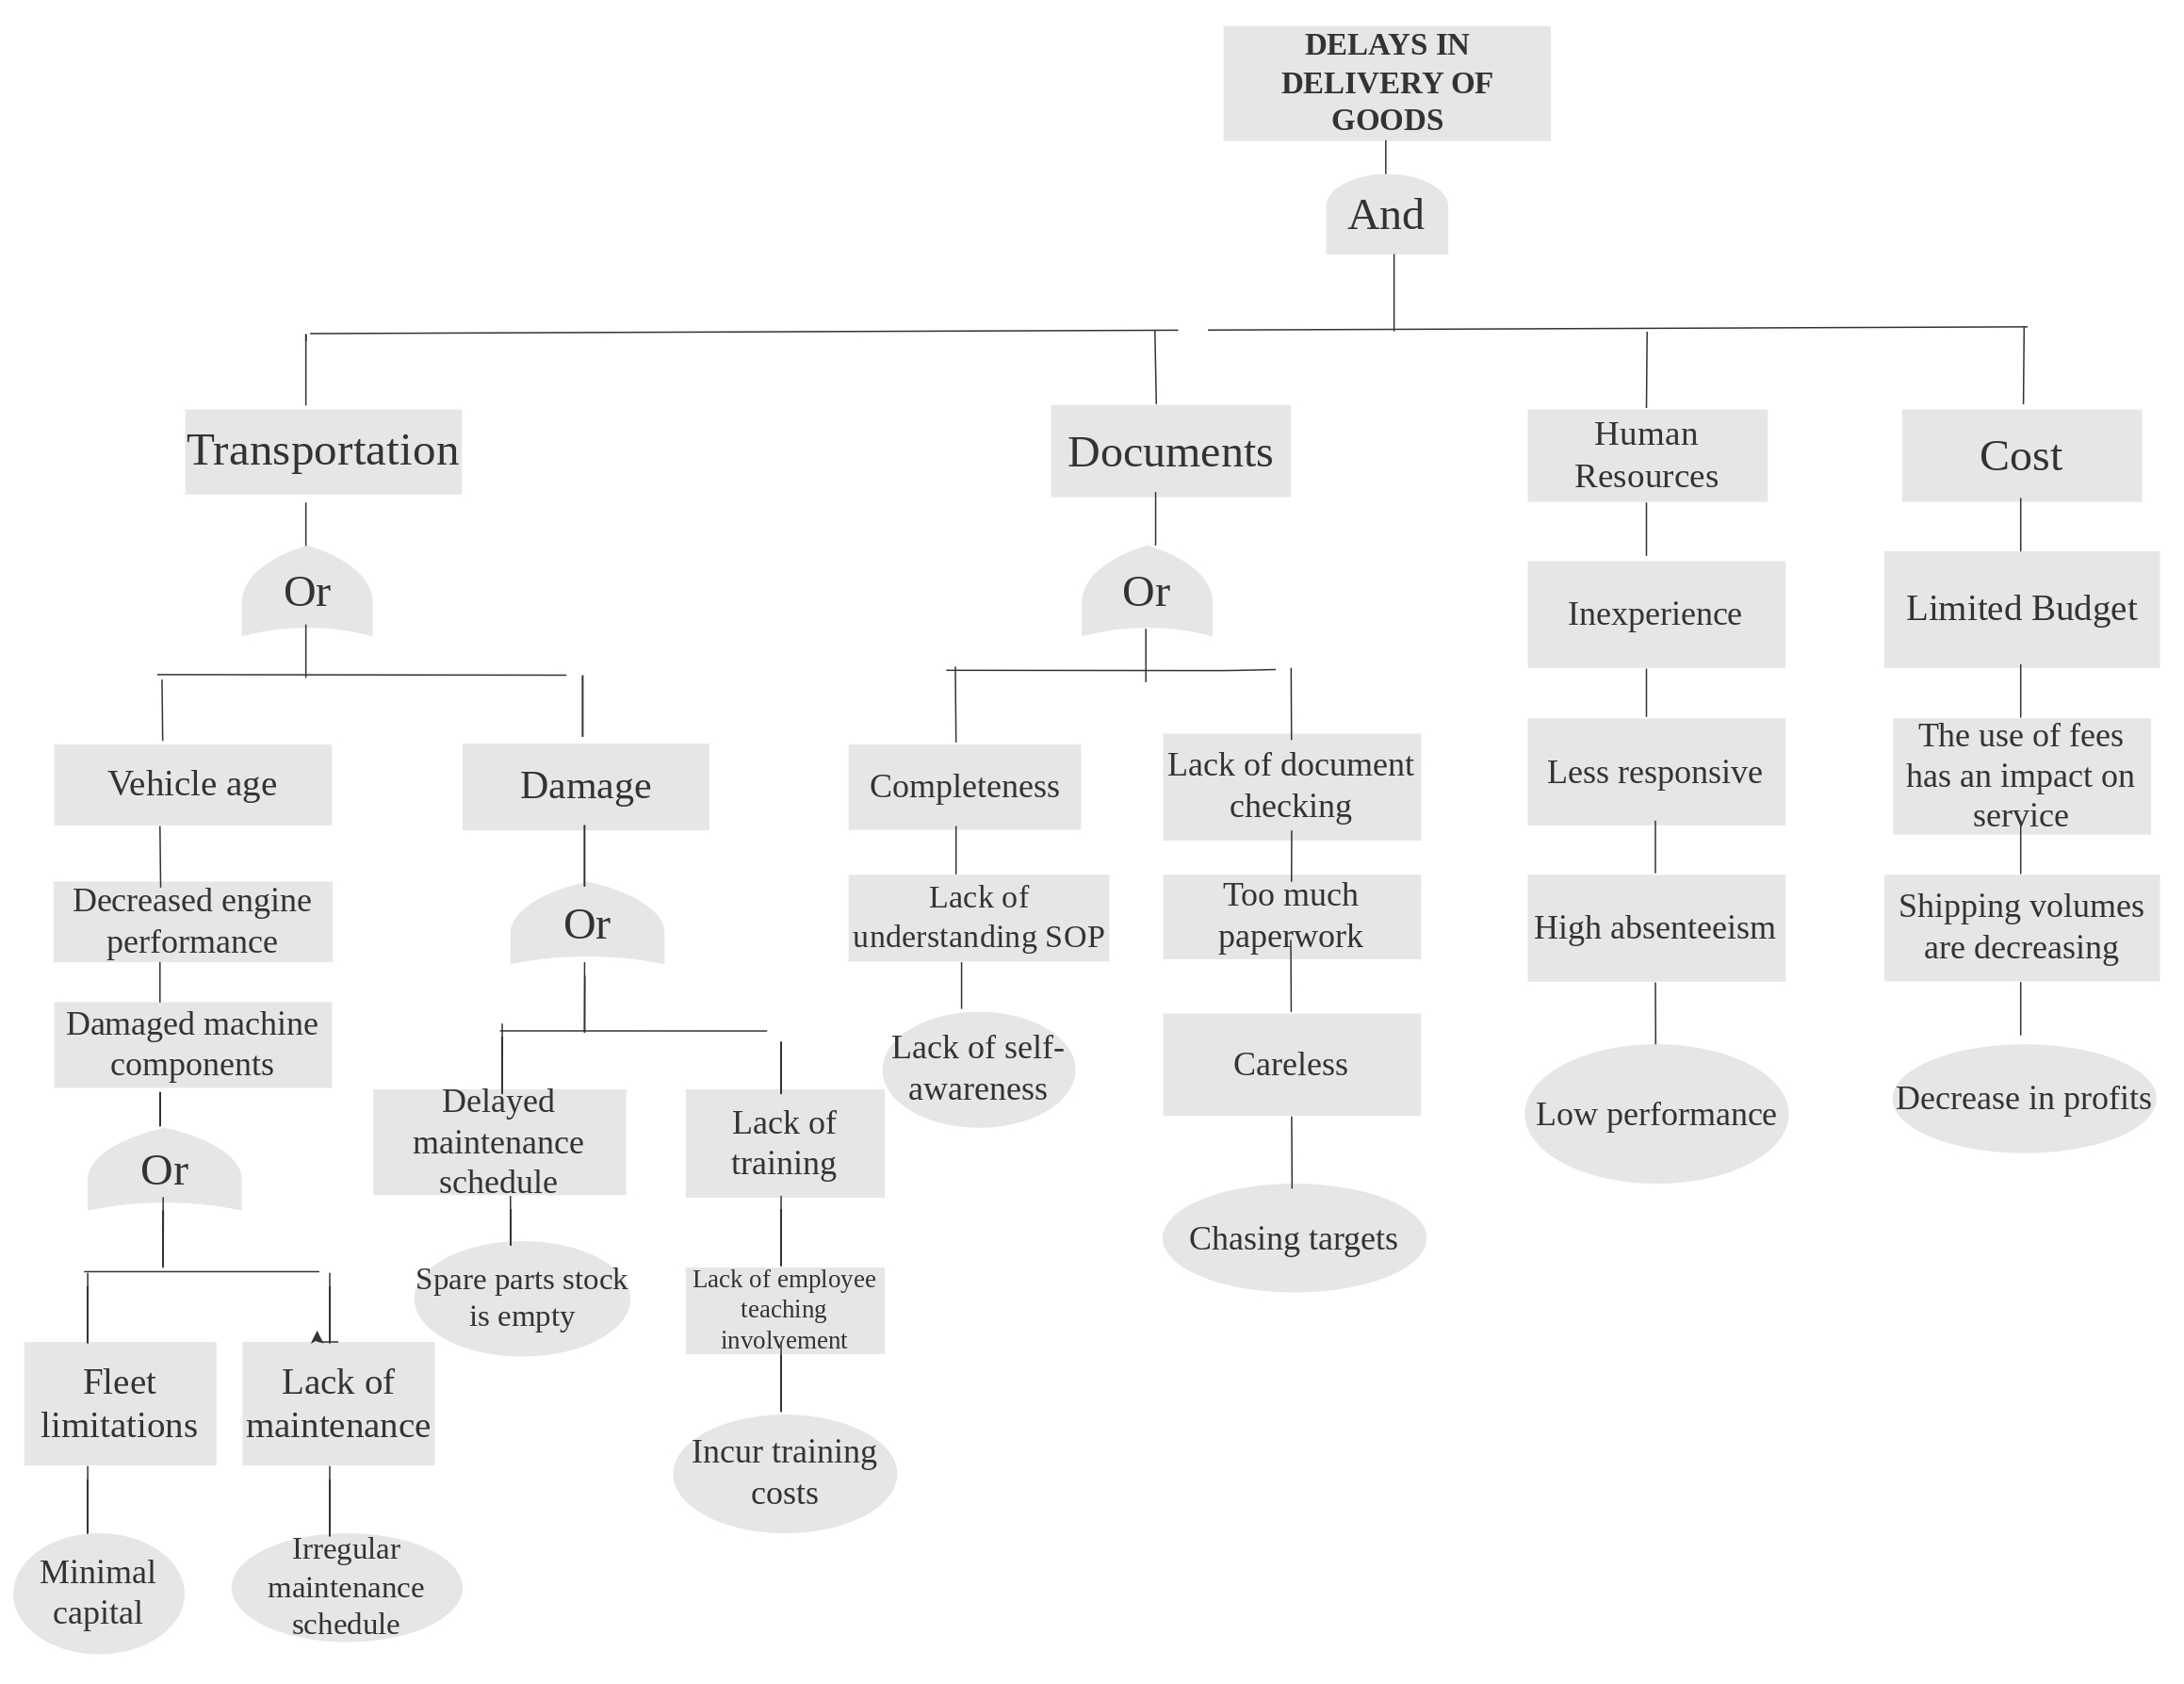 DELAYS IN
DELIVERY OF
GOODS
And
Transportation
Documents
Human
Resources
Cost
Or
Or
Inexperience
Limited Budget
Vehicle age
Damage
Completeness
Lack of document
checking
Less responsive
The use of fees
has an impact on
service
Decreased engine
performance
Or
Lack of
understanding SOP
Too much
paperwork
High absenteeism
Shipping volumes
are decreasing
Damaged machine
components
Lack of self-
awareness
Careless
Low performance
Decrease in profits
Or
Delayed
maintenance
schedule
Lack of
training
Chasing targets
Spare parts stock
is empty
Lack of employee
teaching
involvement
Fleet
limitations
Lack of
maintenance
Incur training
costs
Minimal
capital
Irregular
maintenance
schedule